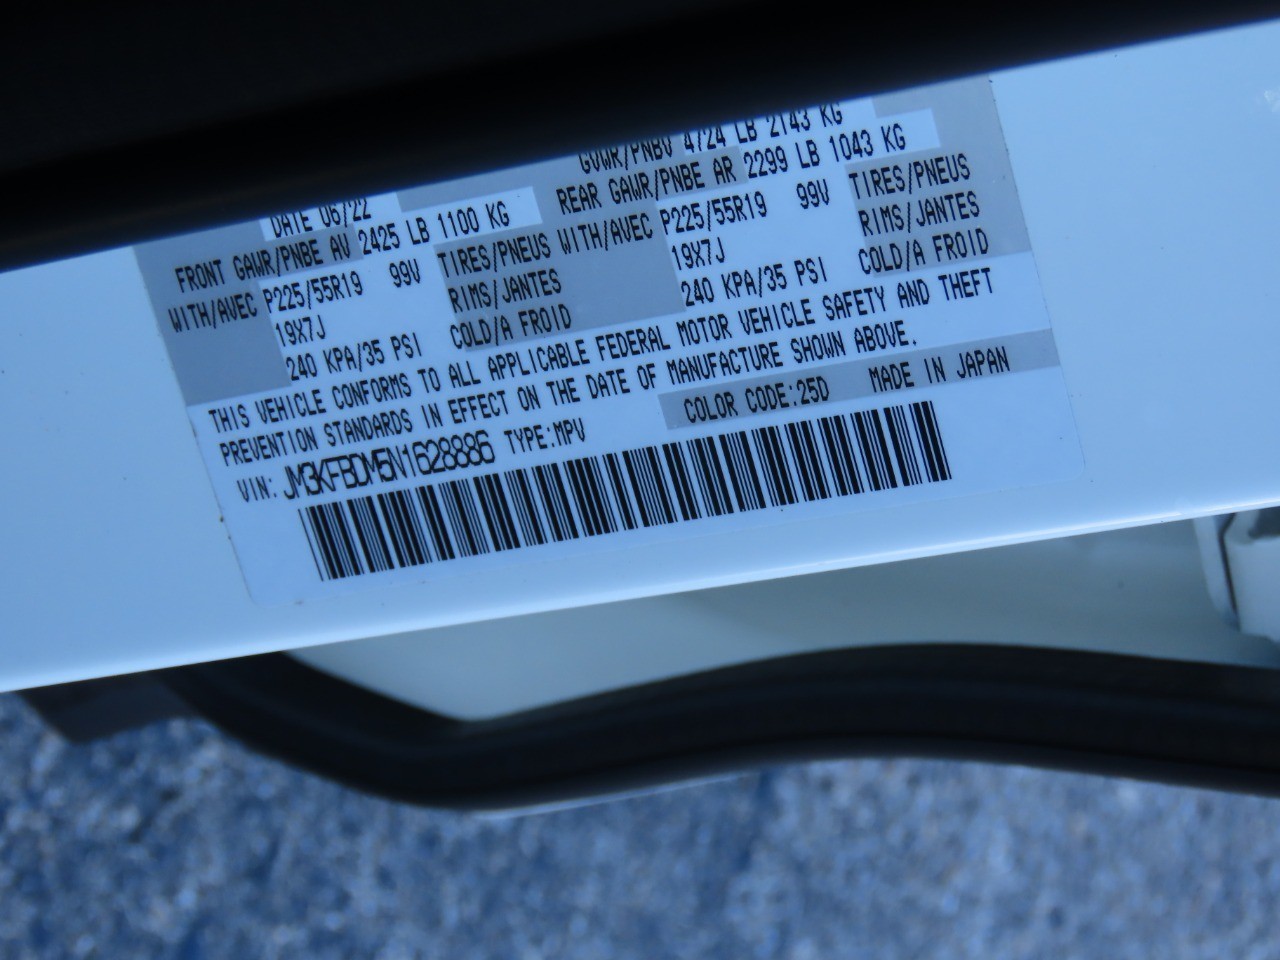 DATE 06/22 GVWR/PNBV 4724 LB 2143 KG
FRONT GAWR/PNBE AV 2425 LB 1100 KG REAR GAWR/PNBE AR 2299 LB 1043 KG
WITH/AVEC P225/55R19 99V TIRES/PNEUS WITH/AVEC P225/55R19 99V TIRES/PNEUS
19X7J RIMS/JANTES 19X7J RIMS/JANTES
240 KPA/35 PSI COLD/A FROID 240 KPA/35 PSI COLD/A FROID
THIS VEHICLE CONFORMS TO ALL APPLICABLE FEDERAL MOTOR VEHICLE SAFETY AND THEFT
PREVENTION STANDARDS IN EFFECT ON THE DATE OF MANUFACTURE SHOWN ABOVE.
VIN: JM3KFBDM5N1628886 TYPE:MPV COLOR CODE:25D MADE IN JAPAN